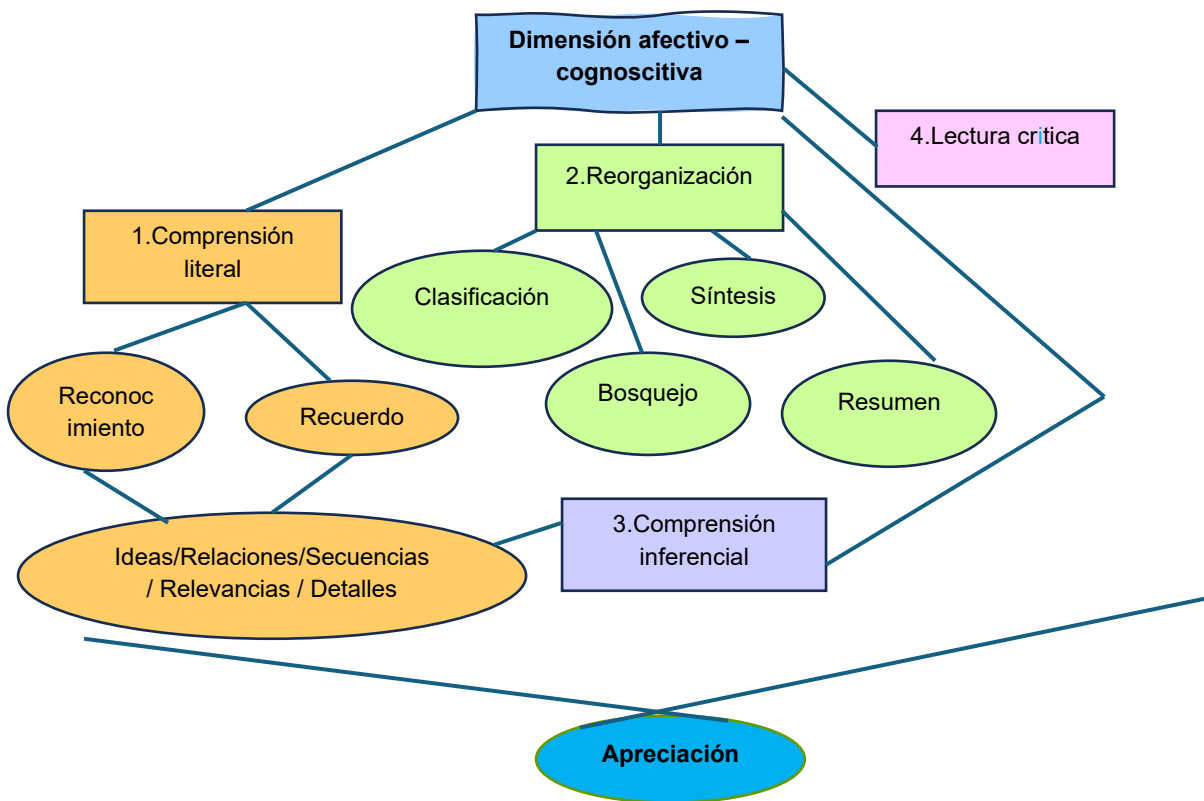 Dimensión afectivo –
cognoscitiva
4.Lectura critica
2.Reorganización
1.Comprensión
literal
Clasificación
Síntesis
Reconoc
imiento
Recuerdo
Bosquejo
Resumen
3.Comprensión
inferencial
Ideas/Relaciones/Secuencias
/ Relevancias / Detalles
Apreciación